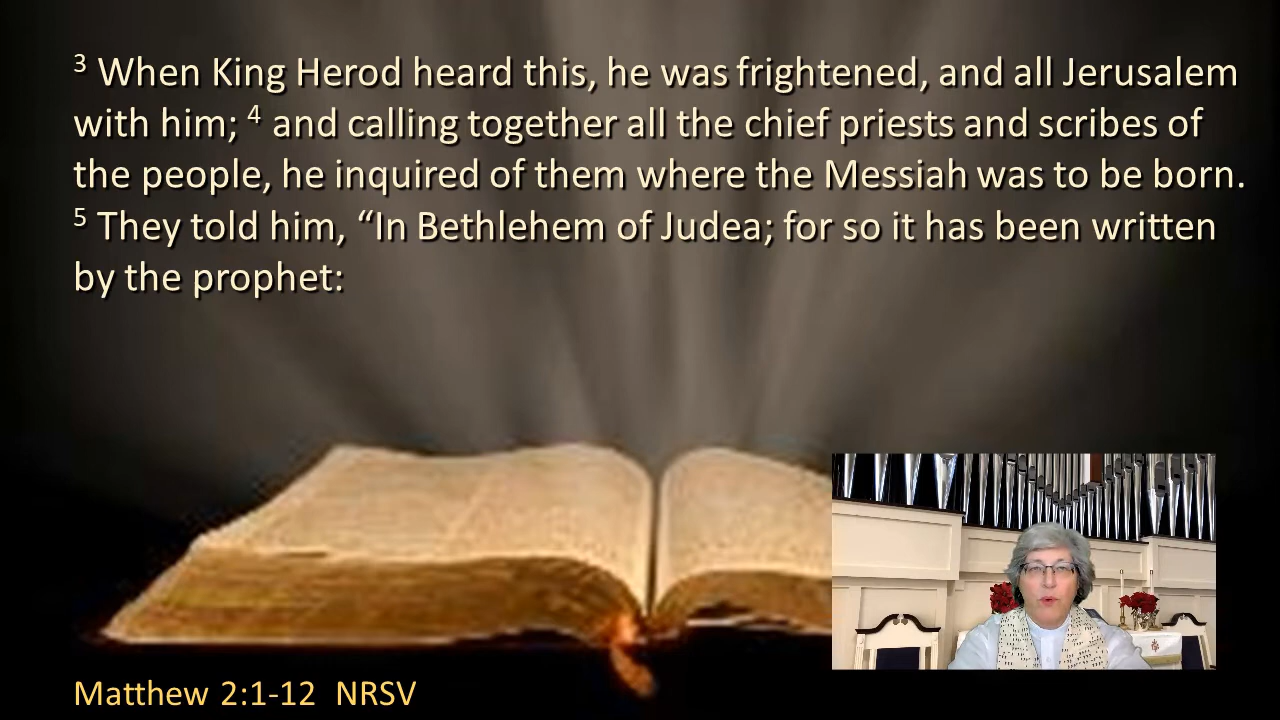 ³ When King Herod heard this, he was frightened, and all Jerusalem
with him; ⁴ and calling together all the chief priests and scribes of
the people, he inquired of them where the Messiah was to be born.
⁵ They told him, “In Bethlehem of Judea; for so it has been written
by the prophet:
Matthew 2:1-12 NRSV